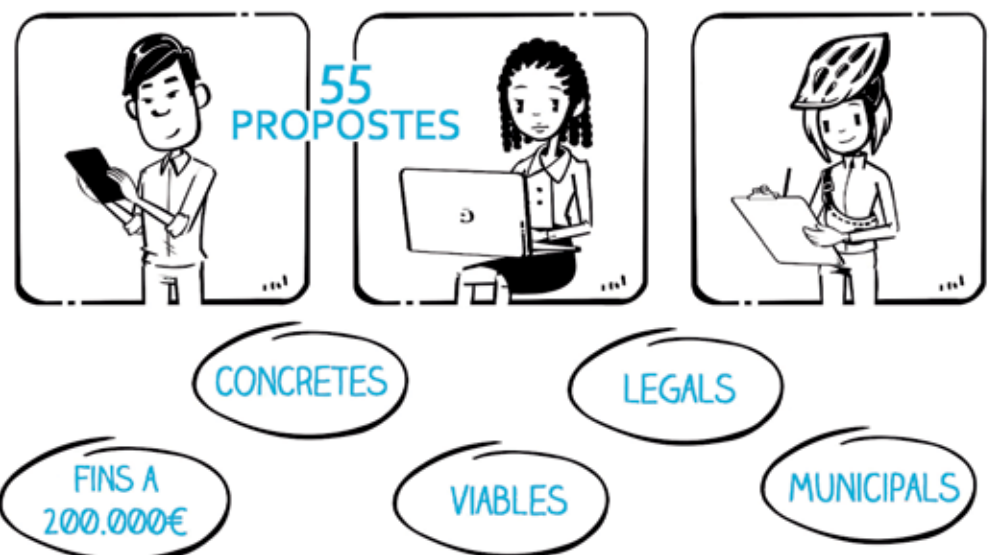 55
PROPOSTES
CONCRETES
LEGALS
FINS A
200.000€
VIABLES
MUNICIPALS